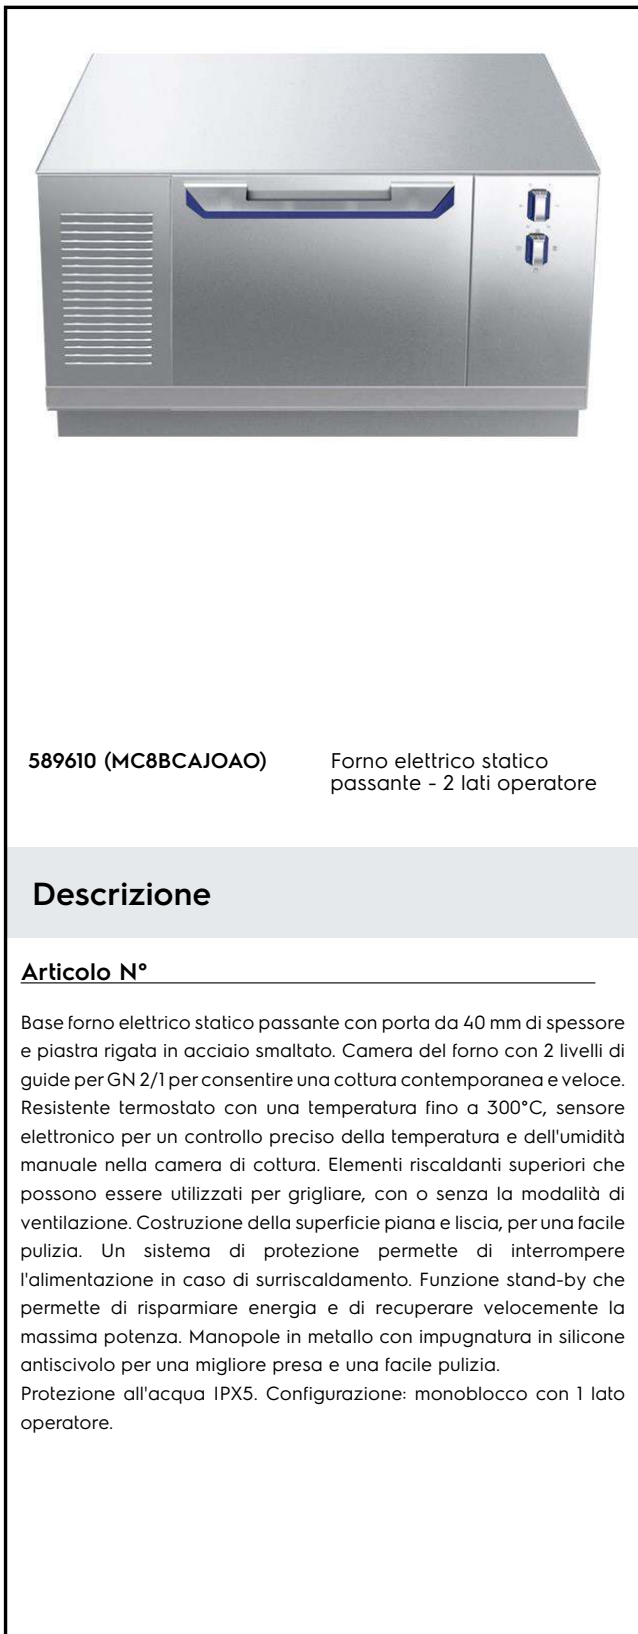 589610 (MC8BCAJOAO)
Forno elettrico statico
passante - 2 lati operatore
Descrizione
Articolo N°
Base forno elettrico statico passante con porta da 40 mm di spessore
e piastra rigata in acciaio smaltato. Camera del forno con 2 livelli di
guide per GN 2/1 per consentire una cottura contemporanea e veloce.
Resistente termostato con una temperatura fino a 300°C, sensore
elettronico per un controllo preciso della temperatura e dell'umidità
manuale nella camera di cottura. Elementi riscaldanti superiori che
possono essere utilizzati per grigliare, con o senza la modalità di
ventilazione. Costruzione della superficie piana e liscia, per una facile
pulizia. Un sistema di protezione permette di interrompere
l'alimentazione in caso di surriscaldamento. Funzione stand-by che
permette di risparmiare energia e di recuperare velocemente la
massima potenza. Manopole in metallo con impugnatura in silicone
antiscivolo per una migliore presa e una facile pulizia.
Protezione all'acqua IPX5. Configurazione: monoblocco con 1 lato
operatore.